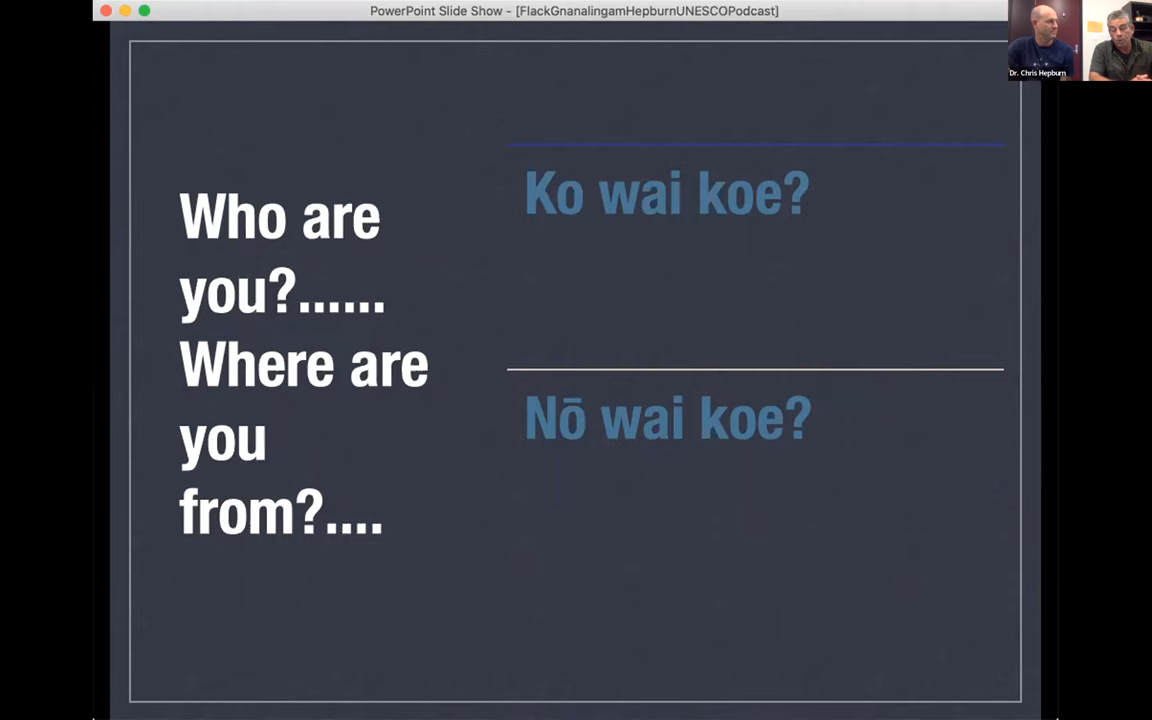 PowerPoint Slide Show - [FlackGnanalingamHepburnUNESCOPodcast]
Dr. Chris Hepburn
Who are
you?......
Where are
you
from?....
Ko wai koe?
Nō wai koe?